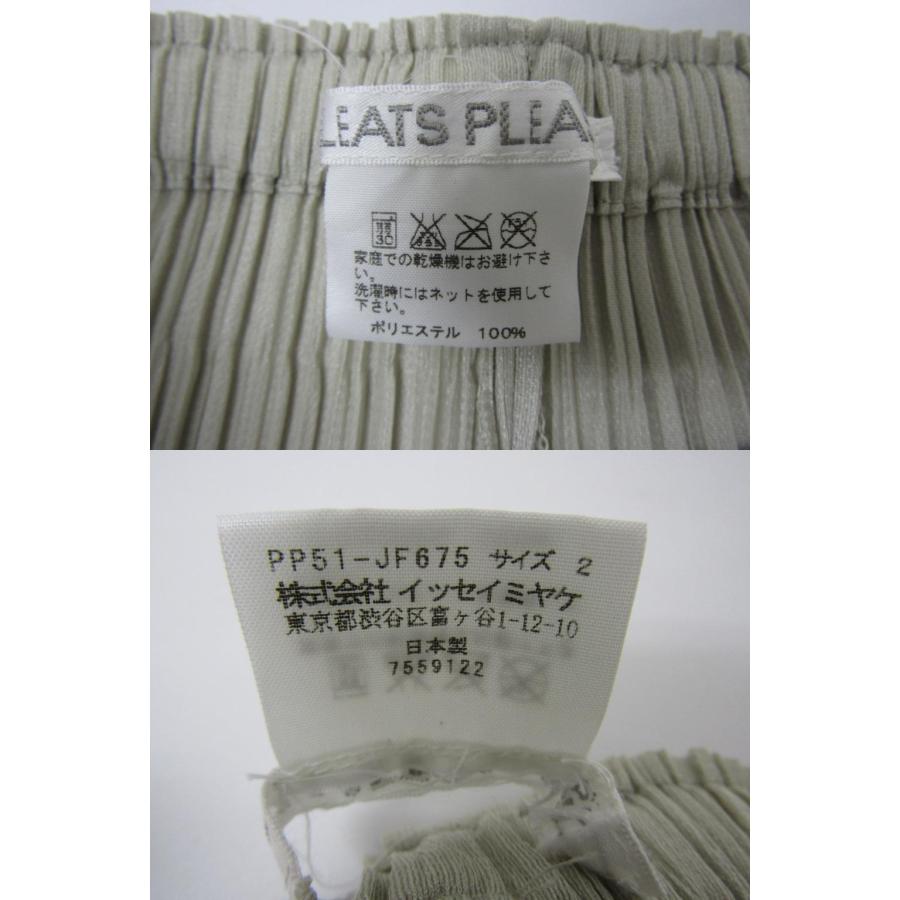 LEATS PLEA
30
家庭での乾燥機はお避け下さ
い。
洗濯時にはネットを使用して
下さい。
ポリエステル 100%
PP51-JF675 サイズ 2
株式会社 イッセイミヤケ
東京都渋谷区富ヶ谷1-12-10
日本製
7559122